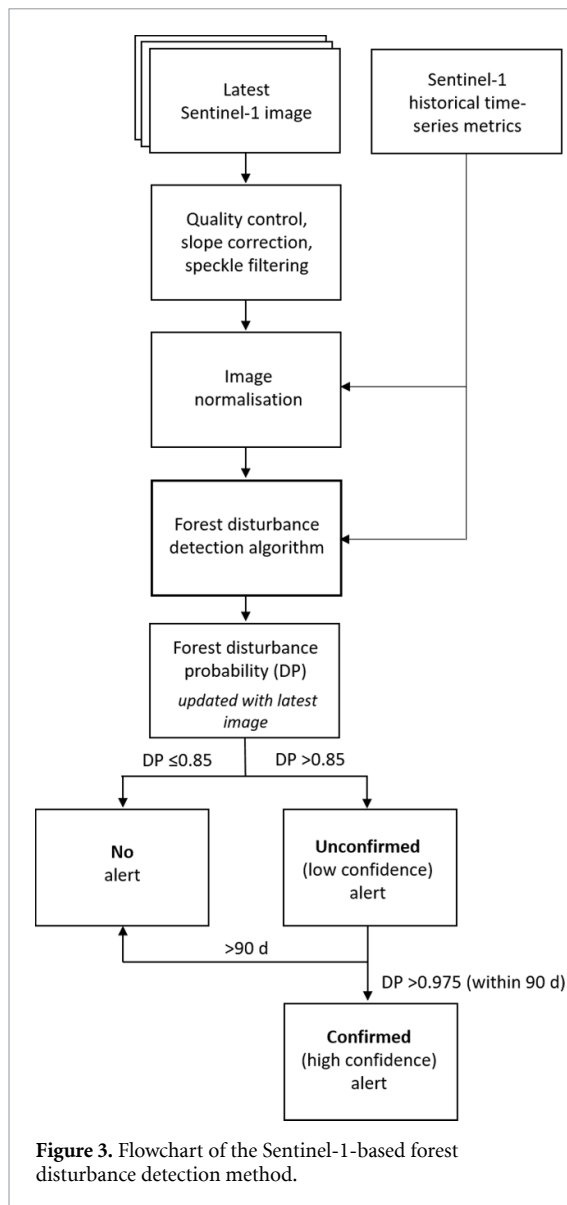 Latest
Sentinel-1 image
Sentinel-1
historical time-
series metrics
Quality control,
slope correction,
speckle filtering
Image
normalisation
Forest disturbance
detection algorithm
Forest disturbance
probability (DP)
updated with latest
image
DP ≤0.85
DP >0.85
No
alert
Unconfirmed
(low confidence)
alert
>90 d
DP >0.975 (within 90 d)
Confirmed
(high confidence)
alert
Figure 3. Flowchart of the Sentinel-1-based forest
disturbance detection method.